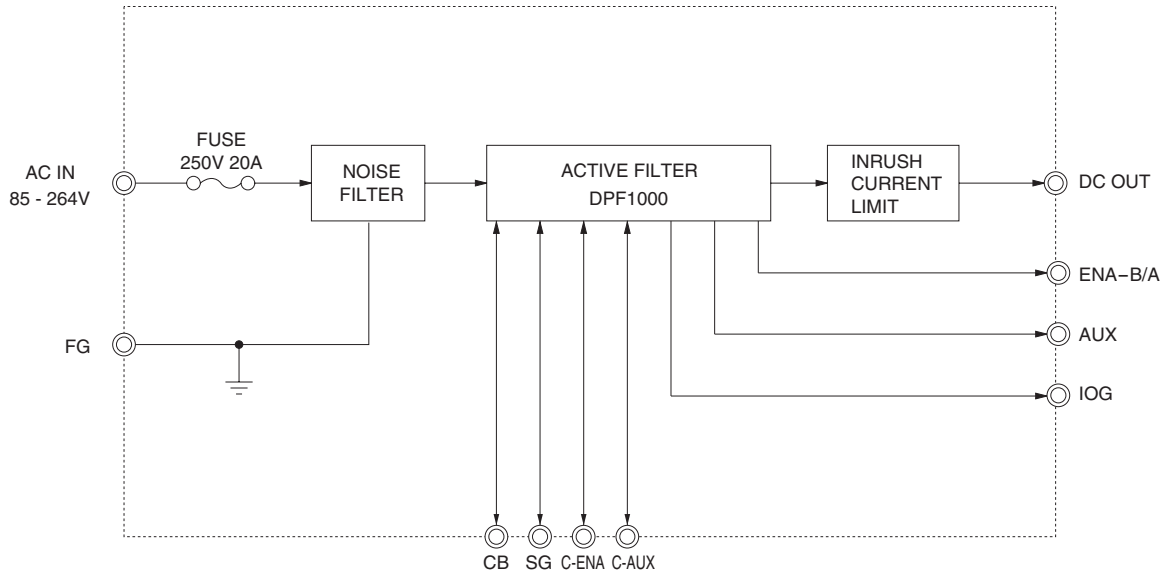 FUSE
250V 20A
AC IN
85 - 264V
NOISE
FILTER
ACTIVE FILTER
DPF1000
INRUSH
CURRENT
LIMIT
DC OUT
ENA−B/A
FG
AUX
IOG
CB SG C-ENA C-AUX